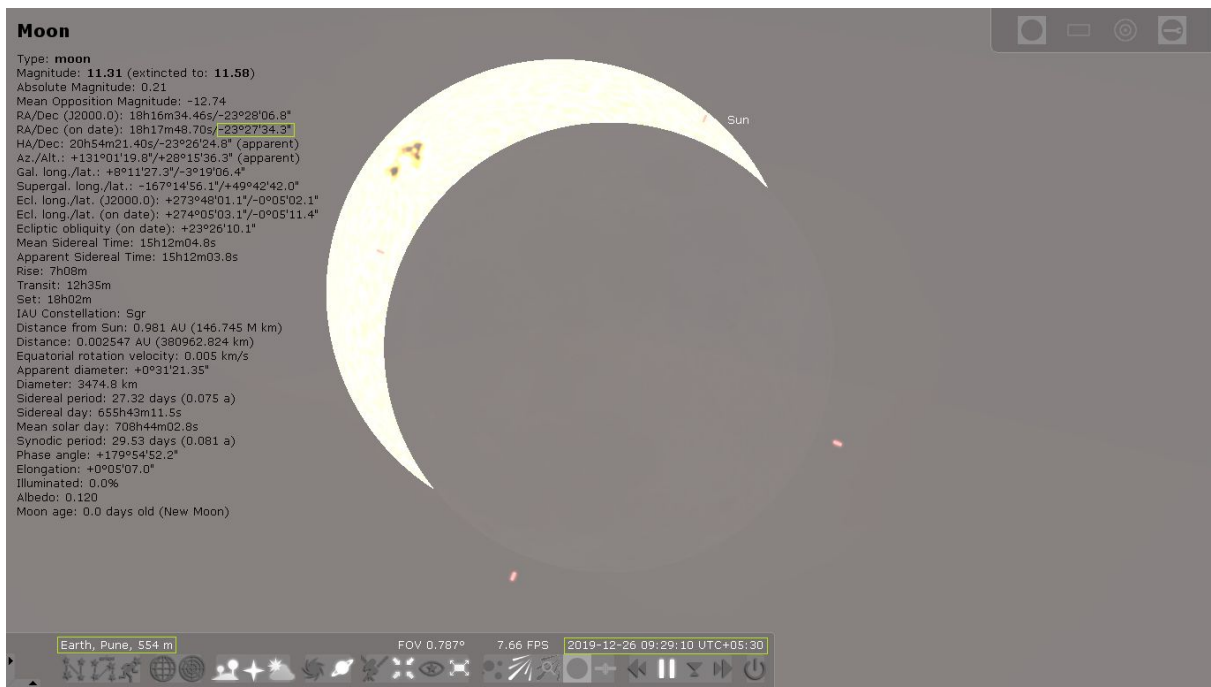 Moon
Type: moon
Magnitude: 11.31 (extincted to: 11.58)
Absolute Magnitude: 0.21
Mean Opposition Magnitude: -12.74
RA/Dec (J2000.0): 18h16m34.46s/-23°28'06.8"
RA/Dec (on date): 18h17m48.70s/-23°27'34.3"
HA/Dec: 20h54m21.40s/-23°26'24.8" (apparent)
Az./Alt.: +131°01'19.8"/+28°15'36.3" (apparent)
Gal. long./lat.: +8°11'27.3"/-3°19'06.4"
Supergal. long./lat.: -167°14'56.1"/+49°42'42.0"
Ecl. long./lat. (J2000.0): +273°48'01.1"/-0°05'02.1"
Ecl. long./lat. (on date): +274°05'03.1"/-0°05'11.4"
Ecliptic obliquity (on date): +23°26'10.1"
Mean Sidereal Time: 15h12m04.8s
Apparent Sidereal Time: 15h12m03.8s
Rise: 7h08m
Transit: 12h35m
Set: 18h02m
IAU Constellation: Sgr
Distance from Sun: 0.981 AU (146.745 M km)
Distance: 0.002547 AU (380962.824 km)
Equatorial rotation velocity: 0.005 km/s
Apparent diameter: +0°31'21.35"
Diameter: 3474.8 km
Sidereal period: 27.32 days (0.075 a)
Sidereal day: 655h43m11.5s
Mean solar day: 708h44m02.8s
Synodic period: 29.53 days (0.081 a)
Phase angle: +179°54'52.2"
Elongation: +0°05'07.0"
Illuminated: 0.0%
Albedo: 0.120
Moon age: 0.0 days old (New Moon)
Sun
Earth, Pune, 554 m FOV 0.787° 7.66 FPS 2019-12-26 09:29:10 UTC+05:30